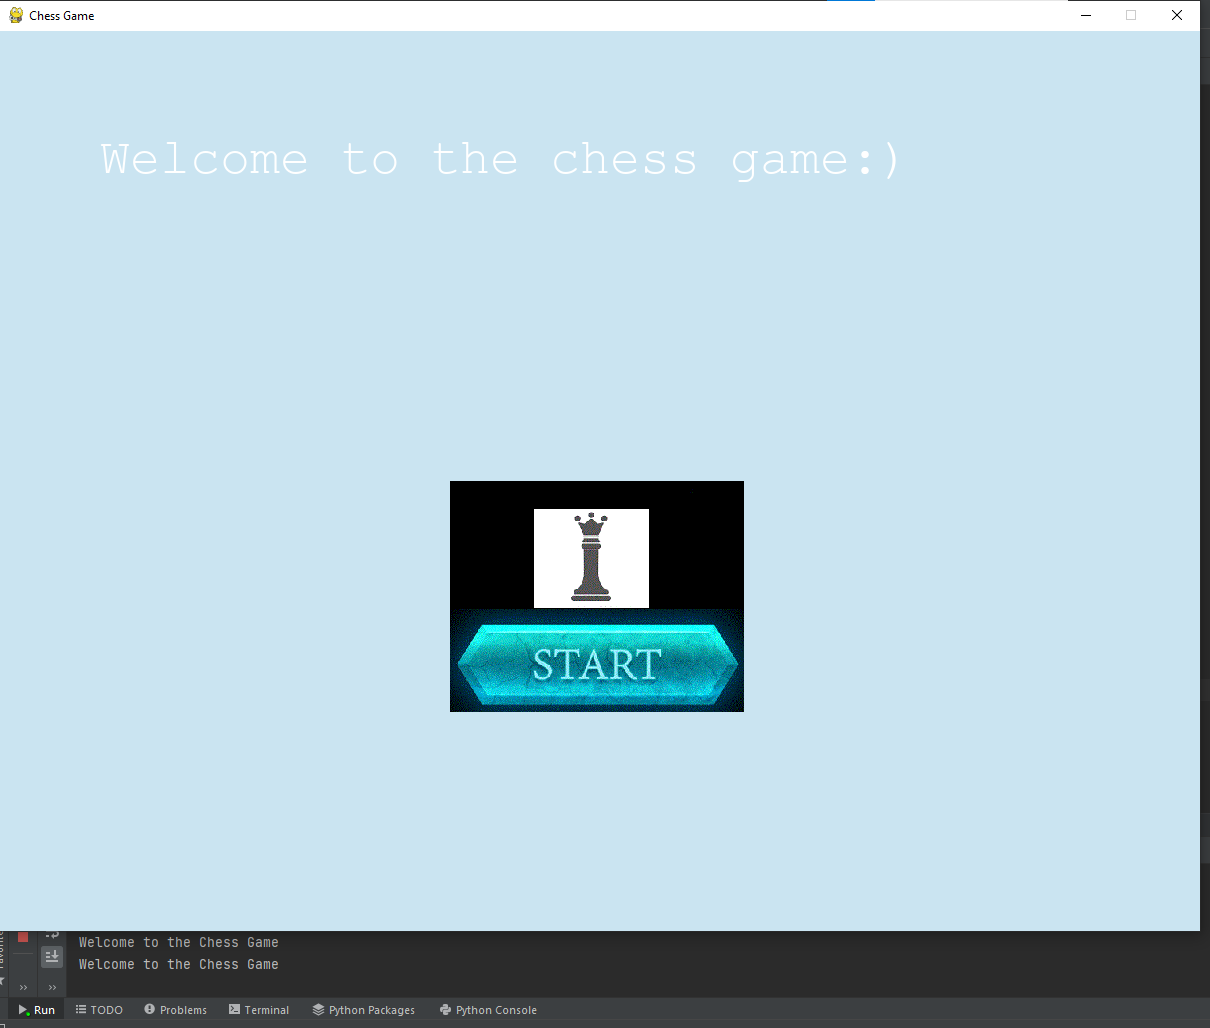 Chess Game
Welcome to the chess game:)
START
Welcome to the Chess Game
Welcome to the Chess Game
Run TODO Problems Terminal Python Packages Python Console